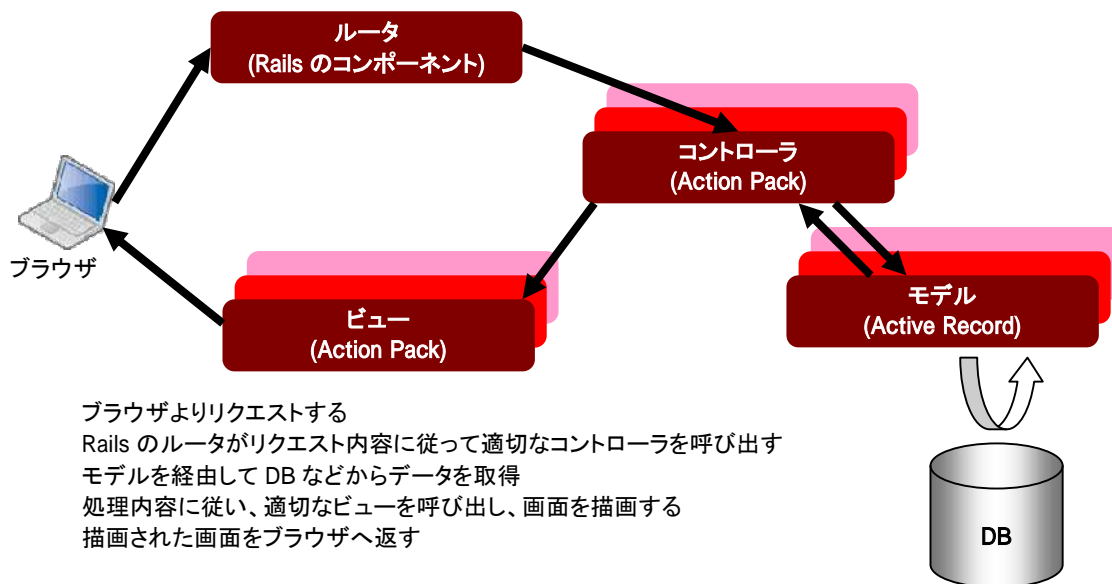 ルータ
(Rails のコンポーネント)
コントローラ
(Action Pack)
ブラウザ
モデル
(Active Record)
ビュー
(Action Pack)
ブラウザよりリクエストする
Rails のルータがリクエスト内容に従って適切なコントローラを呼び出す
モデルを経由して DB などからデータを取得
処理内容に従い、適切なビューを呼び出し、画面を描画する
描画された画面をブラウザへ返す
DB